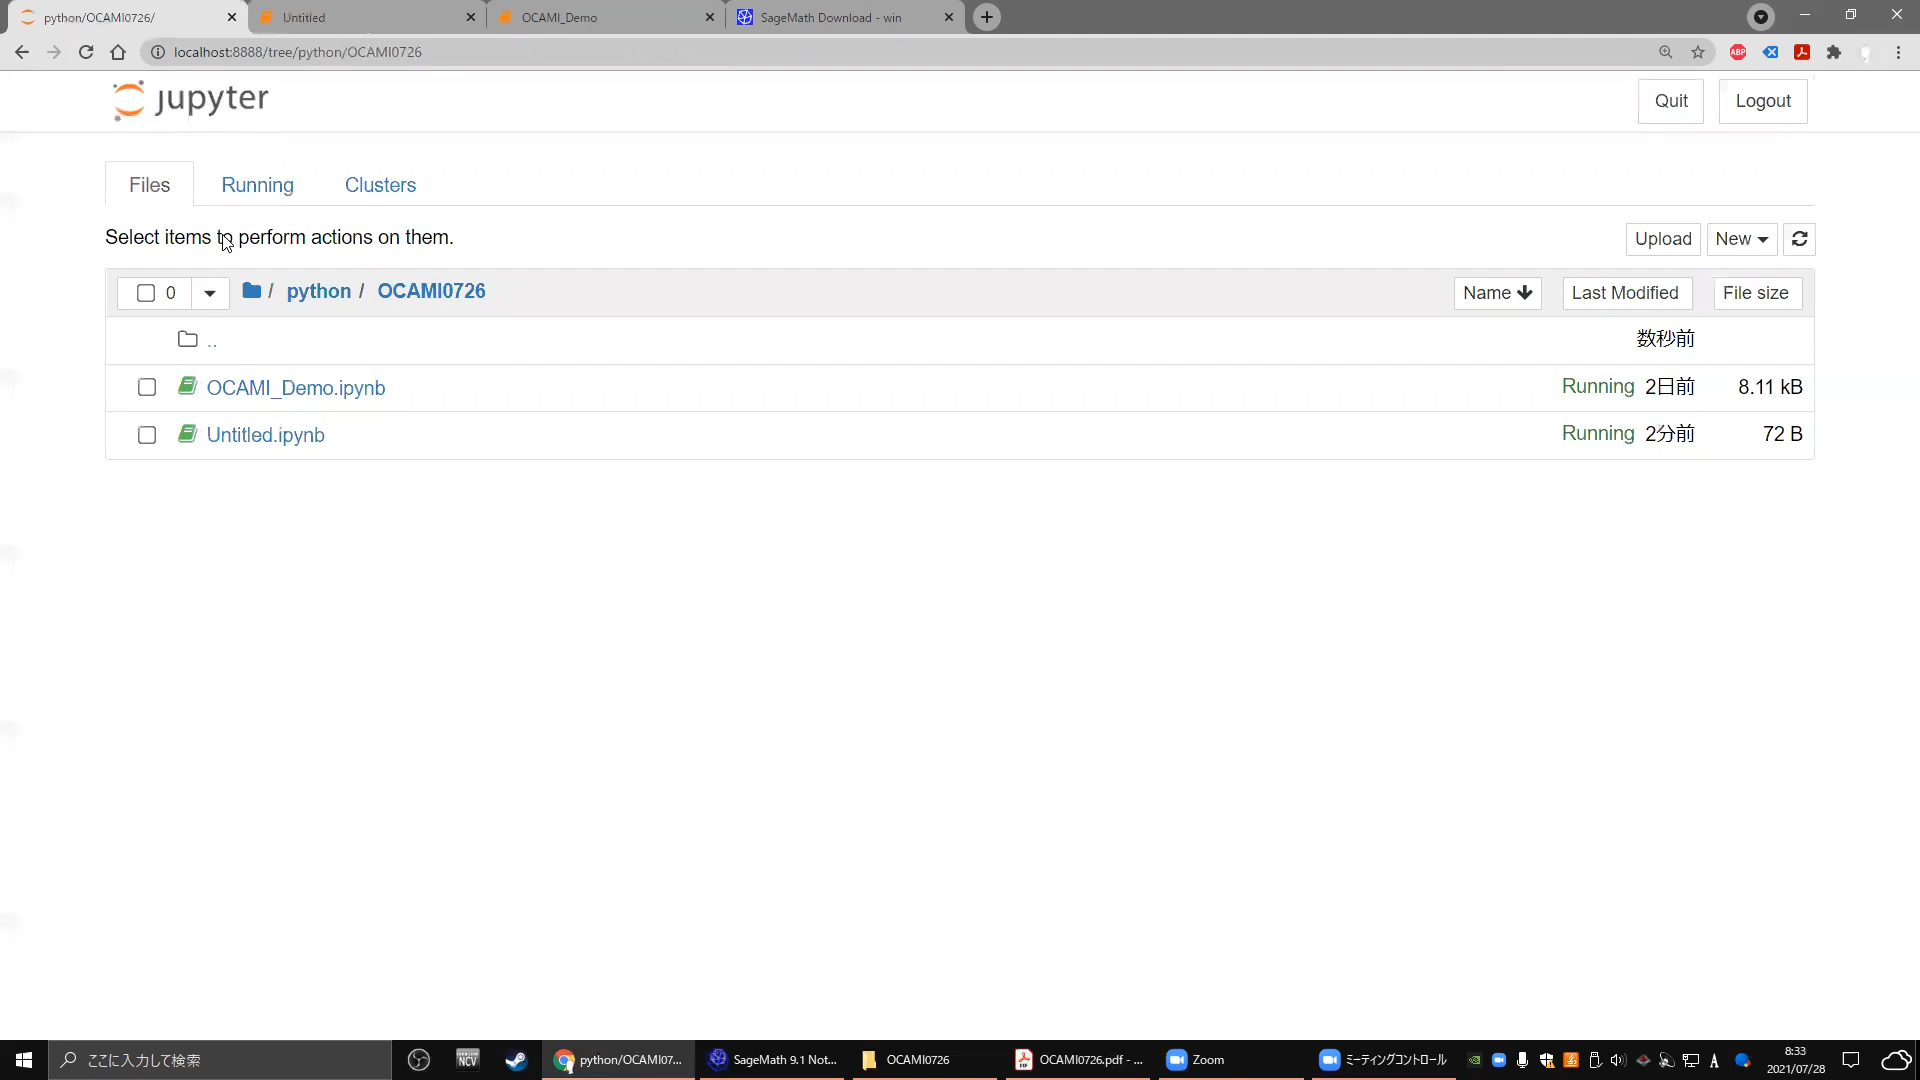 python/OCAMI0726/ Untitled OCAMI_Demo SageMath Download - win
localhost:8888/tree/python/OCAMI0726 ABP
jupyter Quit Logout
Files Running Clusters
Select items to perform actions on them. Upload New
0 / python / OCAMI0726 Name Last Modified File size
.. 数秒前
OCAMI_Demo.ipynb Running 2日前 8.11 kB
Untitled.ipynb Running 2分前 72 B
ここに入力して検索 NCV python/OCAMI07... SageMath 9.1 Not... OCAMI0726 OCAMI0726.pdf - ... Zoom ミーティングコントロール A 8:33
2021/07/28